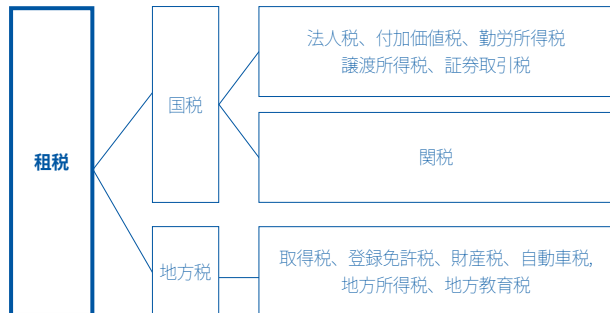 租税
国税
法人税、付加価値税、勤労所得税
譲渡所得税、証券取引税
関税
地方税
取得税、登録免許税、財産税、自動車税,
地方所得税、地方教育税